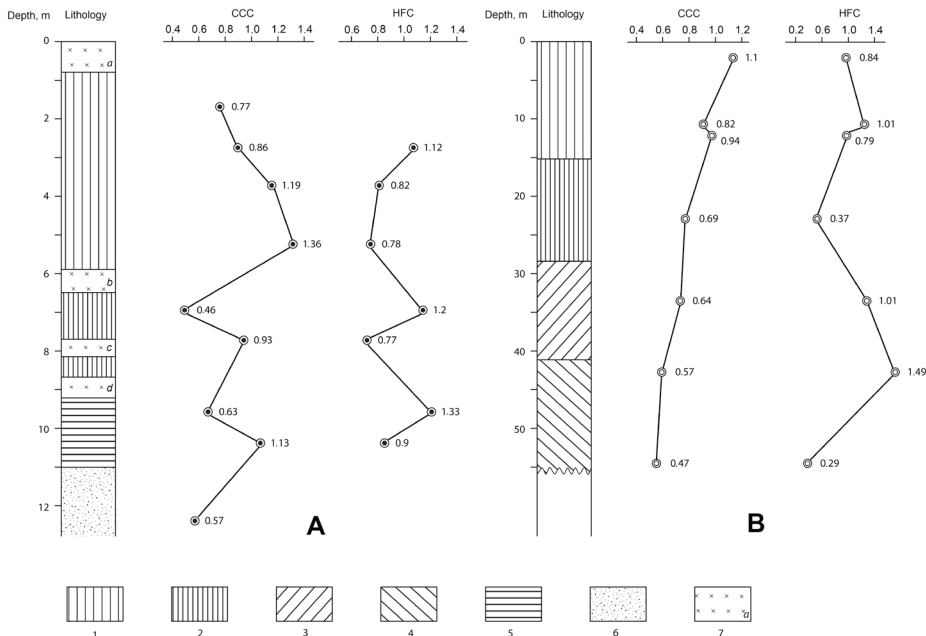 Depth, m Lithology CCC HFC Depth, m Lithology CCC HFC
0.4 0.6 0.8 1.0 1.2 1.4 0.8 1.0 1.2 1.4 0.4 0.6 0.8 1.0 1.2 0.2 0.6 1.0 1.4
0 0
a 1.1 0.84
0.77
2 10
0.82 1.01
0.86 1.12 0.94 0.79
1.19 0.82
4 20
0.69 0.37
1.36 0.78
6 b 30
0.46 1.2 0.64 1.01
0.93 0.77
8 c 40
0.57 1.49
d
0.63 1.33
10 50
1.13 0.9
0.47 0.29
12
0.57
A B
a
1 2 3 4 5 6 7